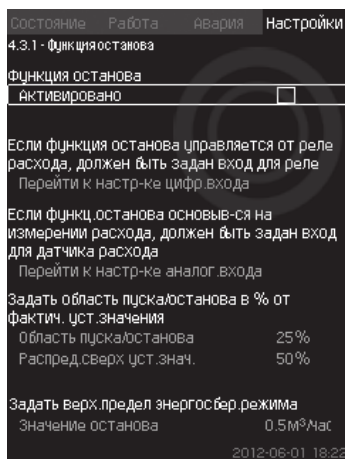 Состояние Работа Авария Настройки
4.3.1 - Функция останова
Функция останова
Активировано
Если функция останова управляется от реле
расхода, должен быть задан вход для реле
Перейти к настр-ке цифр.входа
Если функц.останова основыв-ся на
измерении расхода, должен быть задан вход
для датчика расхода
Перейти к настр-ке аналог.входа
Задать область пуска/останова в % от
фактич. уст.значения
Область пуска/останова 25%
Распред.сверх уст.знач. 50%
Задать верх.предел энергосбер.режима
Значение останова 0.5м³/час
2012-06-01 18:22